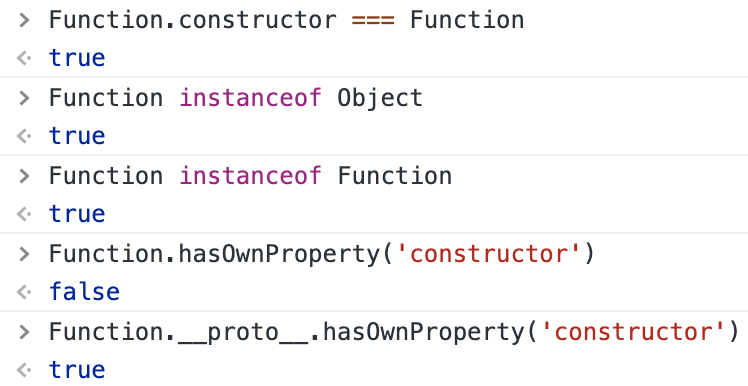 > Function.constructor === Function
<· true
> Function instanceof Object
<· true
> Function instanceof Function
<· true
> Function.hasOwnProperty('constructor')
<· false
> Function.__proto__.hasOwnProperty('constructor')
<· true